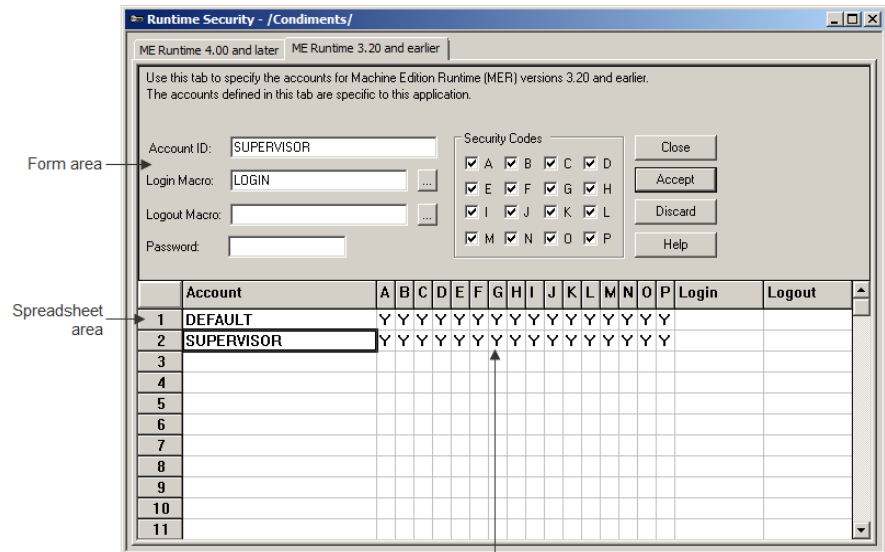 Runtime Security - /Condiments/
ME Runtime 4.00 and later ME Runtime 3.20 and earlier
Use this tab to specify the accounts for Machine Edition Runtime (MER) versions 3.20 and earlier.
The accounts defined in this tab are specific to this application.
Form area
Account ID: SUPERVISOR
Login Macro: LOGIN ...
Logout Macro: ...
Password:
Security Codes
A B C D
E F G H
I J K L
M N O P
Close
Accept
Discard
Help
Spreadsheet
area
Account A B C D E F G H I J K L M N O P Login Logout
1 DEFAULT Y Y Y Y Y Y Y Y Y Y Y Y Y Y Y Y
2 SUPERVISOR Y Y Y Y Y Y Y Y Y Y Y Y Y Y Y Y
3
4
5
6
7
8
9
10
11